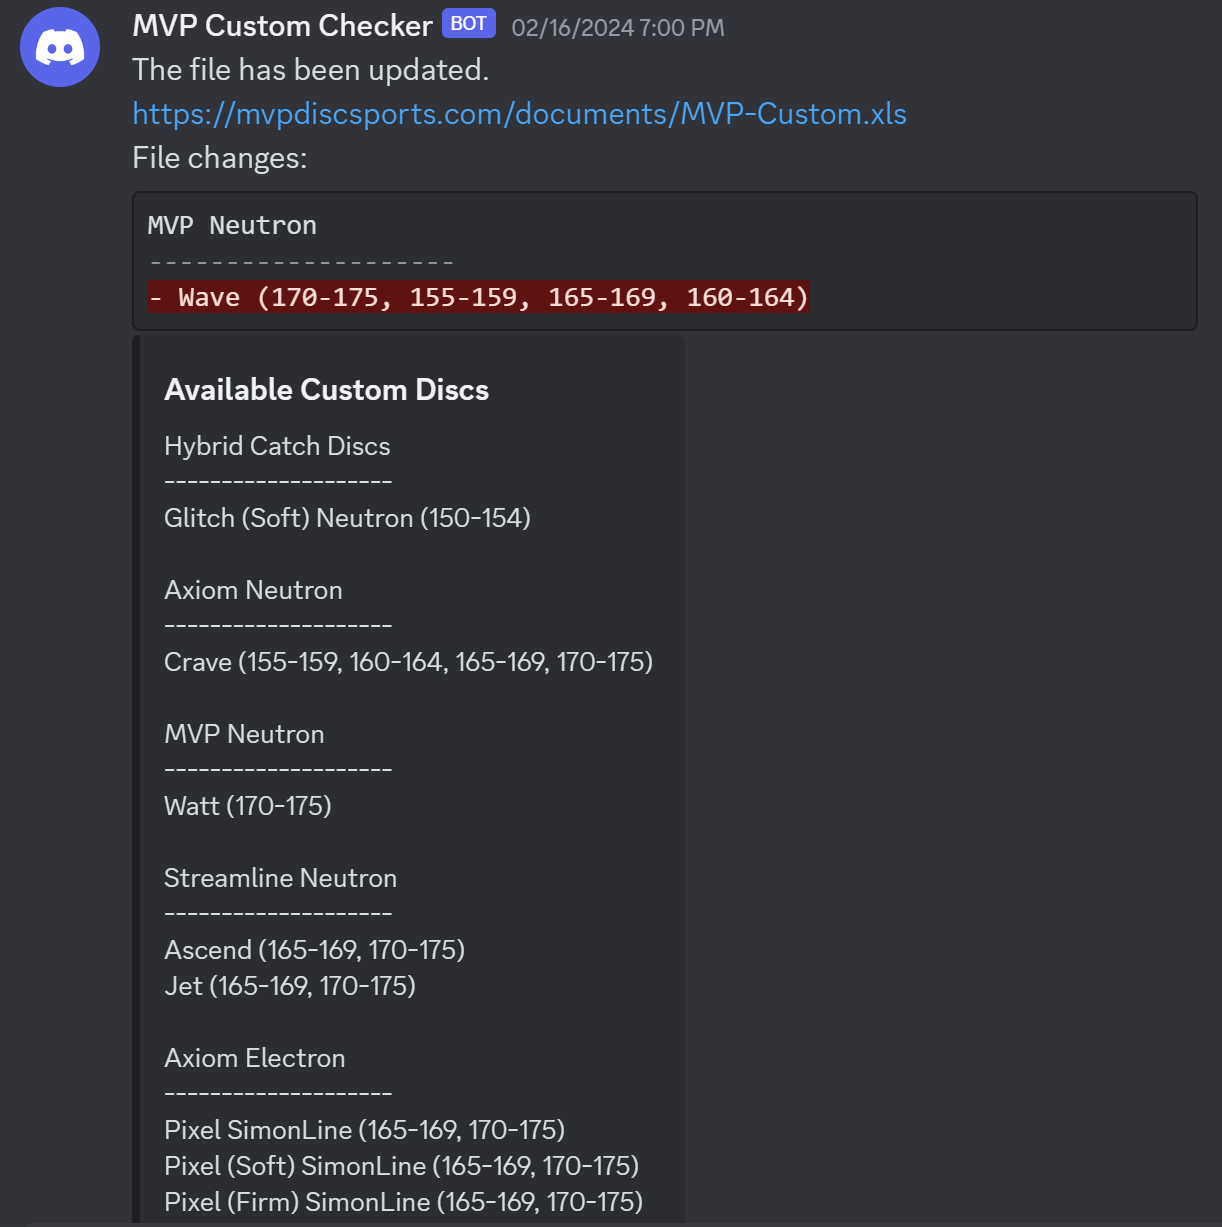 MVP Custom Checker BOT 02/16/2024 7:00 PM
The file has been updated.
https://mvpdiscsports.com/documents/MVP-Custom.xls
File changes:
MVP Neutron
--------------------
- Wave (170-175, 155-159, 165-169, 160-164)
Available Custom Discs
Hybrid Catch Discs
--------------------
Glitch (Soft) Neutron (150-154)
Axiom Neutron
--------------------
Crave (155-159, 160-164, 165-169, 170-175)
MVP Neutron
--------------------
Watt (170-175)
Streamline Neutron
--------------------
Ascend (165-169, 170-175)
Jet (165-169, 170-175)
Axiom Electron
--------------------
Pixel SimonLine (165-169, 170-175)
Pixel (Soft) SimonLine (165-169, 170-175)
Pixel (Firm) SimonLine (165-169, 170-175)